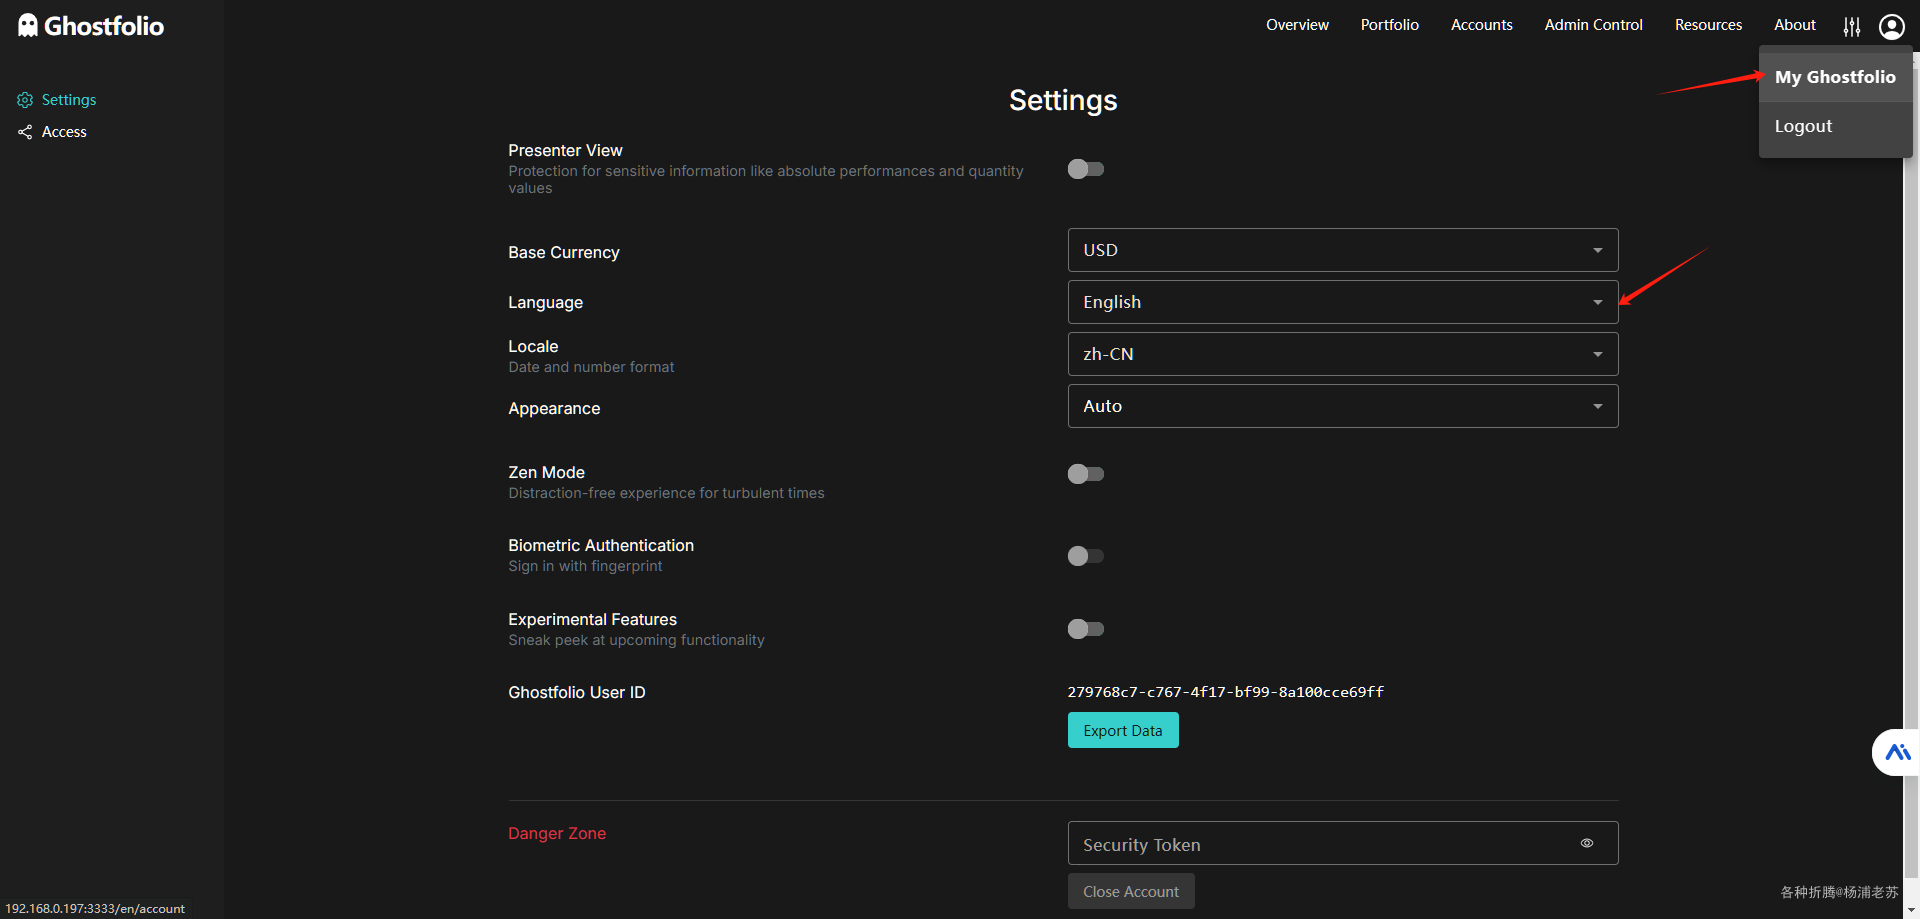 Ghostfolio
Overview
Portfolio
Accounts
Admin Control
Resources
About
My Ghostfolio
Logout
Settings
Access
Settings
Presenter View
Protection for sensitive information like absolute performances and quantity
values
Base Currency
USD
Language
English
Locale
Date and number format
zh-CN
Appearance
Auto
Zen Mode
Distraction-free experience for turbulent times
Biometric Authentication
Sign in with fingerprint
Experimental Features
Sneak peek at upcoming functionality
Ghostfolio User ID
279768c7-c767-4f17-bf99-8a100cce69ff
Export Data
Danger Zone
Security Token
Close Account
各种折腾@杨浦老苏
192.168.0.197:3333/en/account